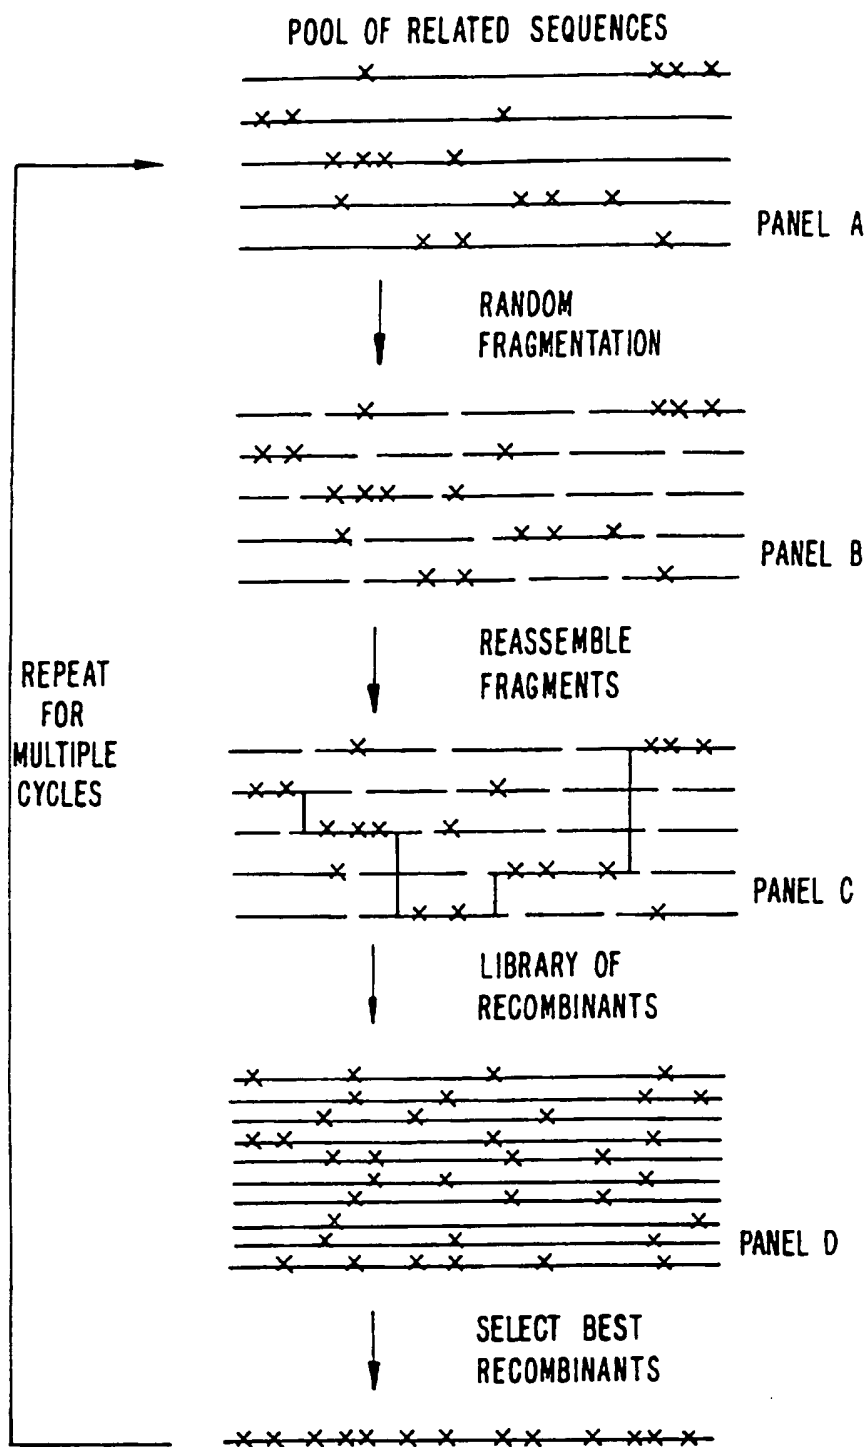 POOL OF RELATED SEQUENCES
PANEL A
RANDOM
FRAGMENTATION
PANEL B
REASSEMBLE
FRAGMENTS
REPEAT
FOR
MULTIPLE
CYCLES
PANEL C
LIBRARY OF
RECOMBINANTS
PANEL D
SELECT BEST
RECOMBINANTS